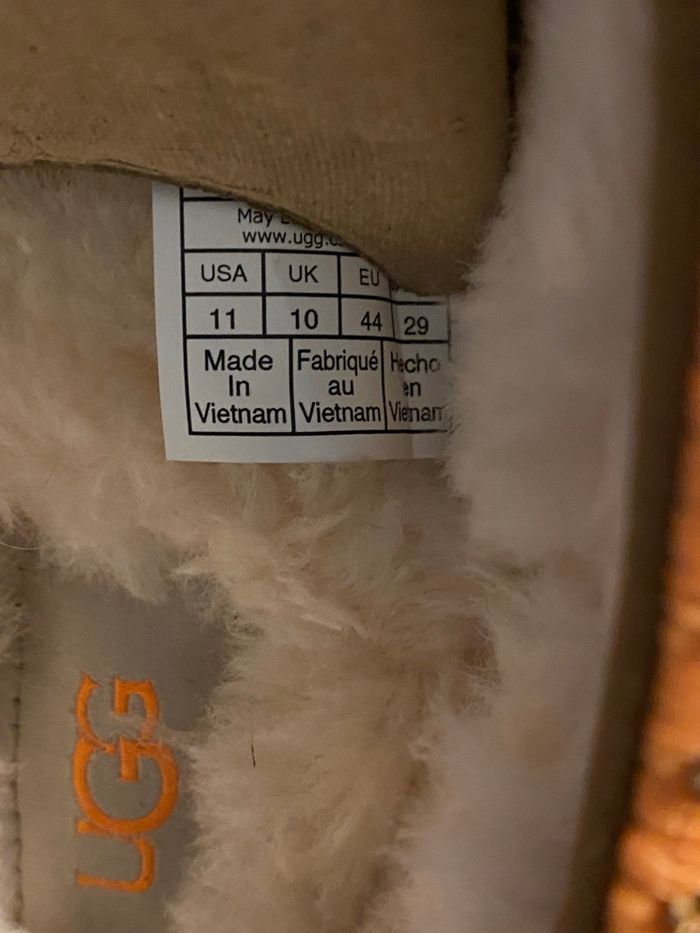 May
www.ugg.c
USA UK EU
11 10 44 29
Made Fabriqué Hecho
In au en
Vietnam Vietnam Vietnam
UGG